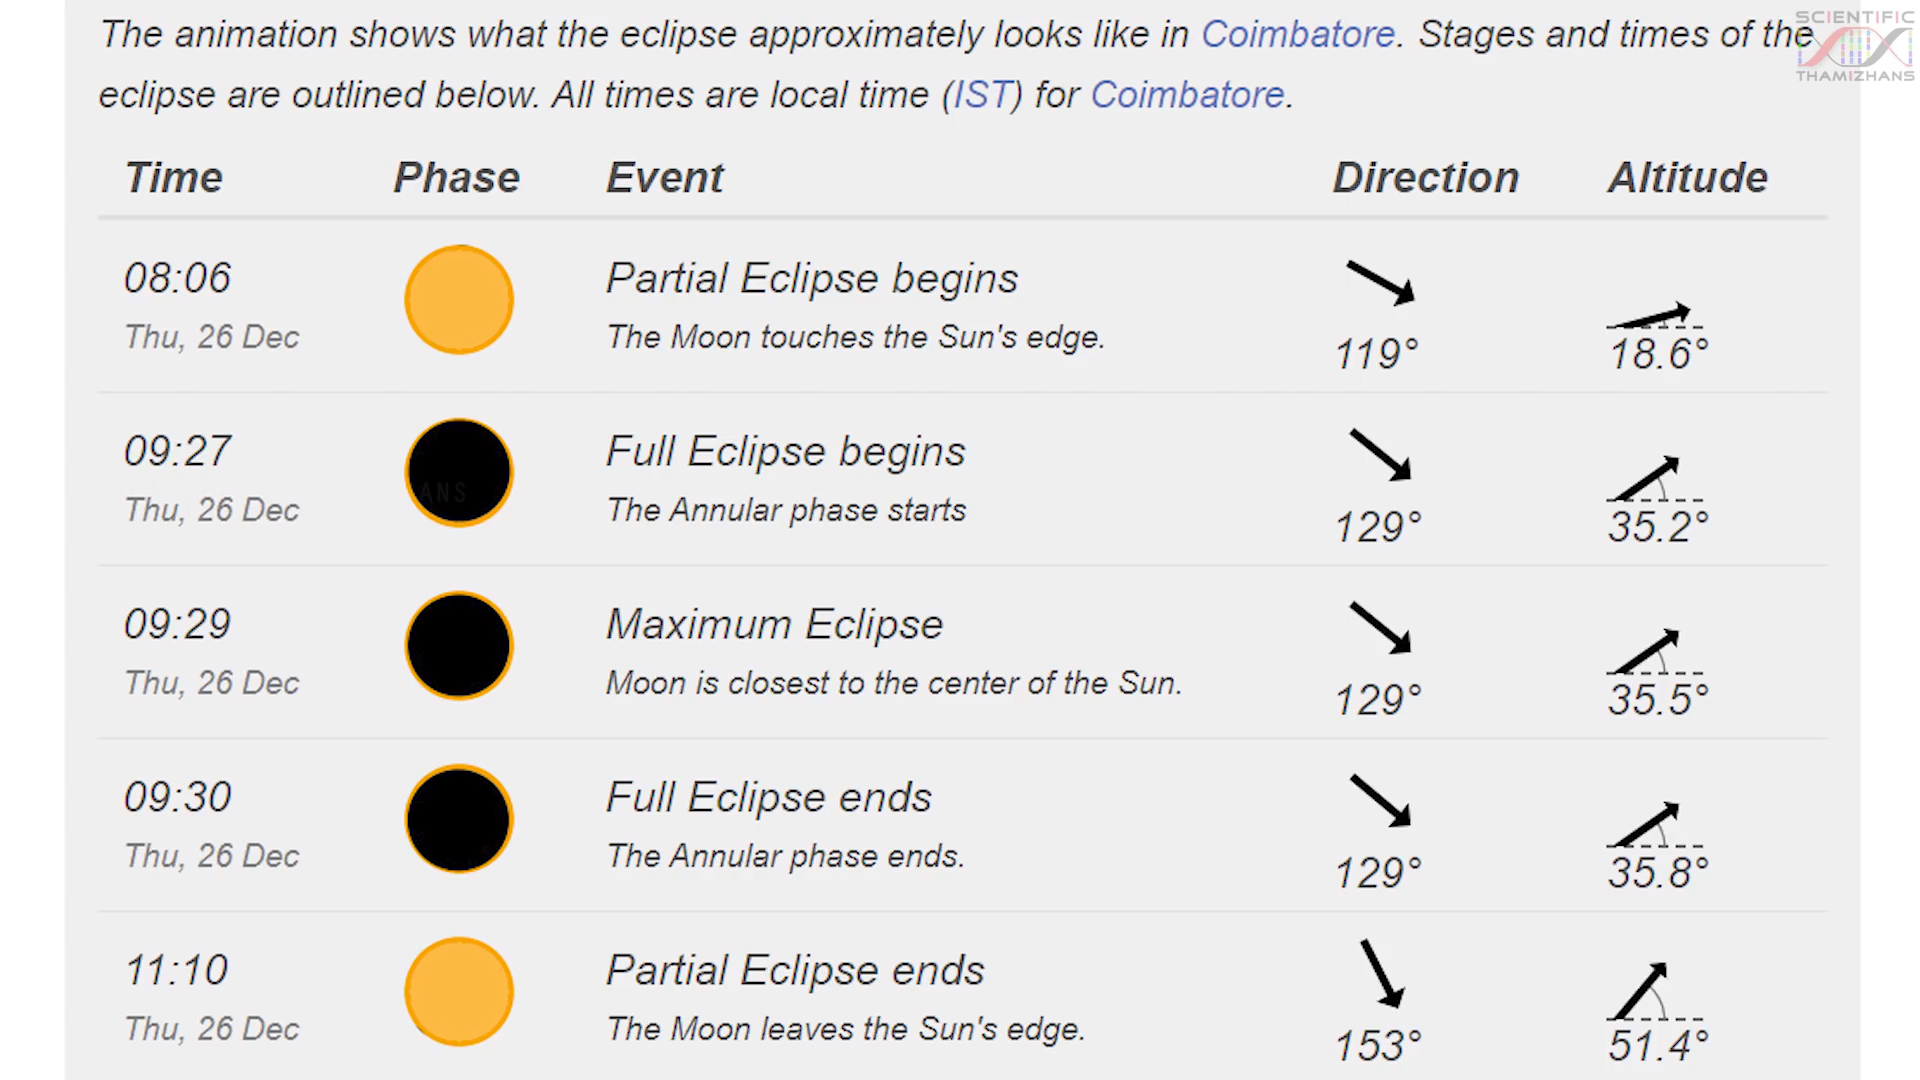 The animation shows what the eclipse approximately looks like in Coimbatore. Stages and times of the
eclipse are outlined below. All times are local time (IST) for Coimbatore.
SCIENTIFIC
THAMIZHANS
Time Phase Event Direction Altitude
08:06 Partial Eclipse begins
Thu, 26 Dec The Moon touches the Sun's edge.
119° 18.6°
09:27 Full Eclipse begins
ANS
Thu, 26 Dec The Annular phase starts
129° 35.2°
09:29 Maximum Eclipse
Thu, 26 Dec Moon is closest to the center of the Sun.
129° 35.5°
09:30 Full Eclipse ends
Thu, 26 Dec The Annular phase ends.
129° 35.8°
11:10 Partial Eclipse ends
Thu, 26 Dec The Moon leaves the Sun's edge.
153° 51.4°